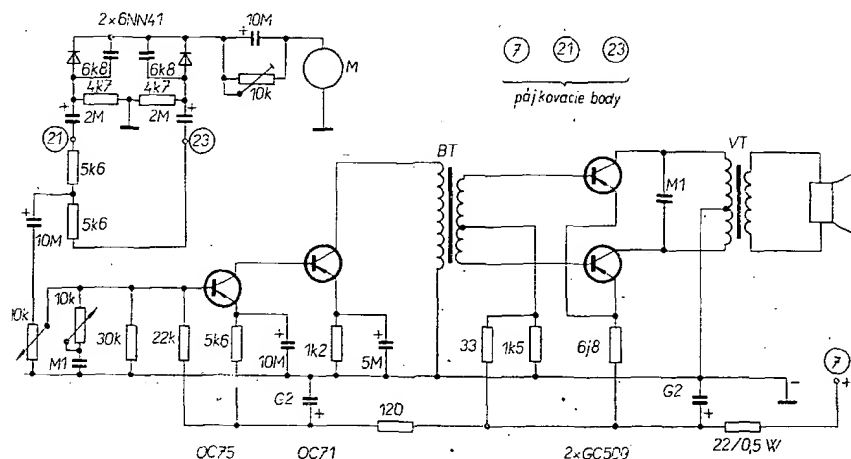 2×6NN41
10M
6k8
6k8
4k7
4k7
2M
2M
10k
M
7
21
23
pájkovacie body
21
23
5k6
5k6
10M
BT
VT
M1
10k
10k
M1
30k
22k
5k6
10M
1k2
5M
33
1k5
6j8
7
G2
120
G2
22/0,5 W
OC75
OC71
2×GC509